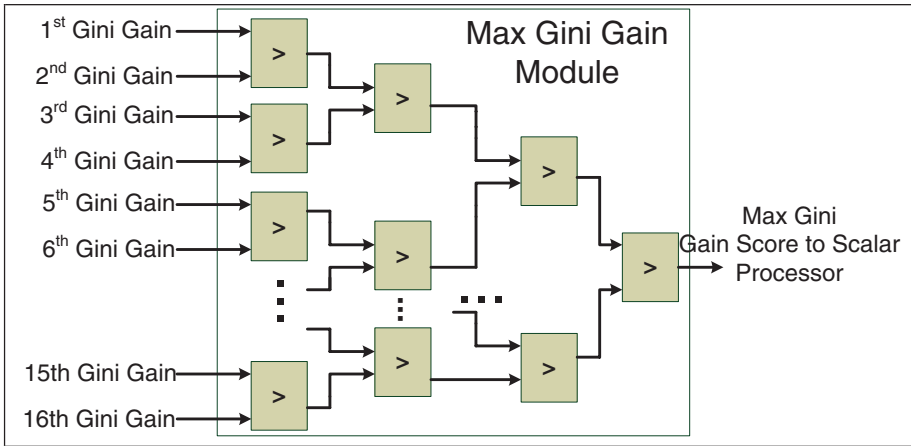 1st Gini Gain
2nd Gini Gain
3rd Gini Gain
4th Gini Gain
5th Gini Gain
6th Gini Gain
15th Gini Gain
16th Gini Gain
Max Gini Gain
Module
>
>
>
>
>
>
>
>
>
>
Max Gini
Gain Score to Scalar
Processor